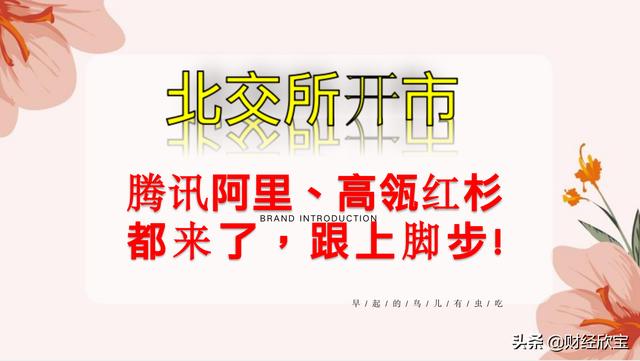 北交所开市
腾讯阿里、高瓴红杉
BRAND INTRODUCTION
都来了，跟上脚步!
早/起/的/鸟/儿/有/虫/吃
头条 @财经欣宝